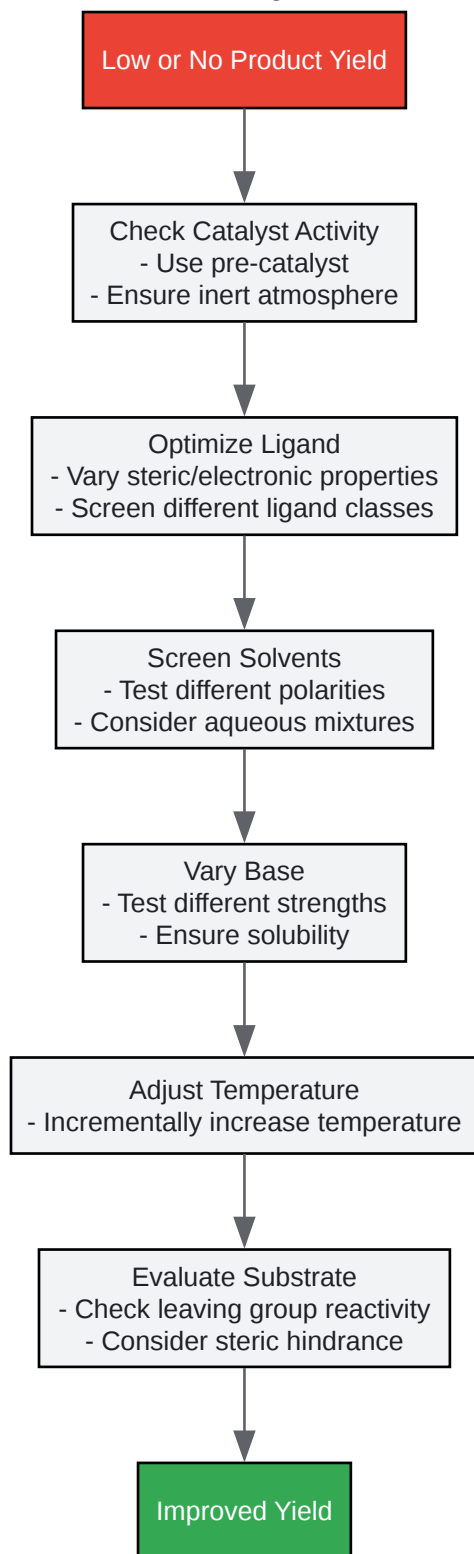 Low or No Product Yield
Check Catalyst Activity
- Use pre-catalyst
- Ensure inert atmosphere
Optimize Ligand
- Vary steric/electronic properties
- Screen different ligand classes
Screen Solvents
- Test different polarities
- Consider aqueous mixtures
Vary Base
- Test different strengths
- Ensure solubility
Adjust Temperature
- Incrementally increase temperature
Evaluate Substrate
- Check leaving group reactivity
- Consider steric hindrance
Improved Yield